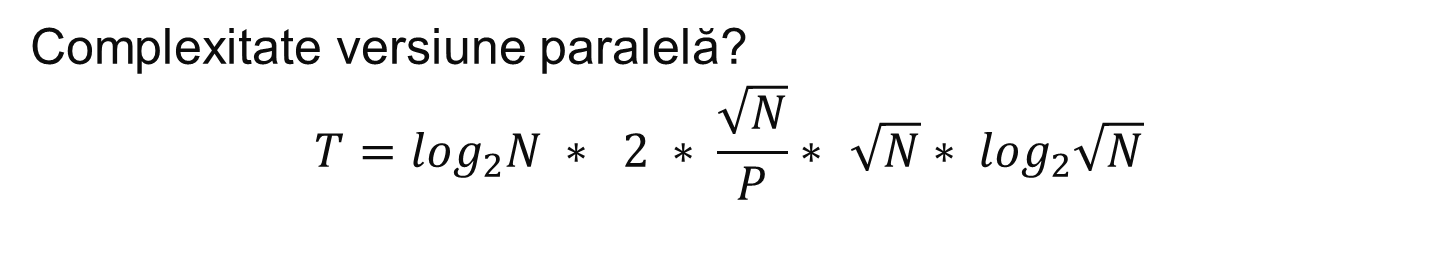 Complexitate versiune paralelă?
T = log₂N * 2 * √N/P * √N * log₂√N